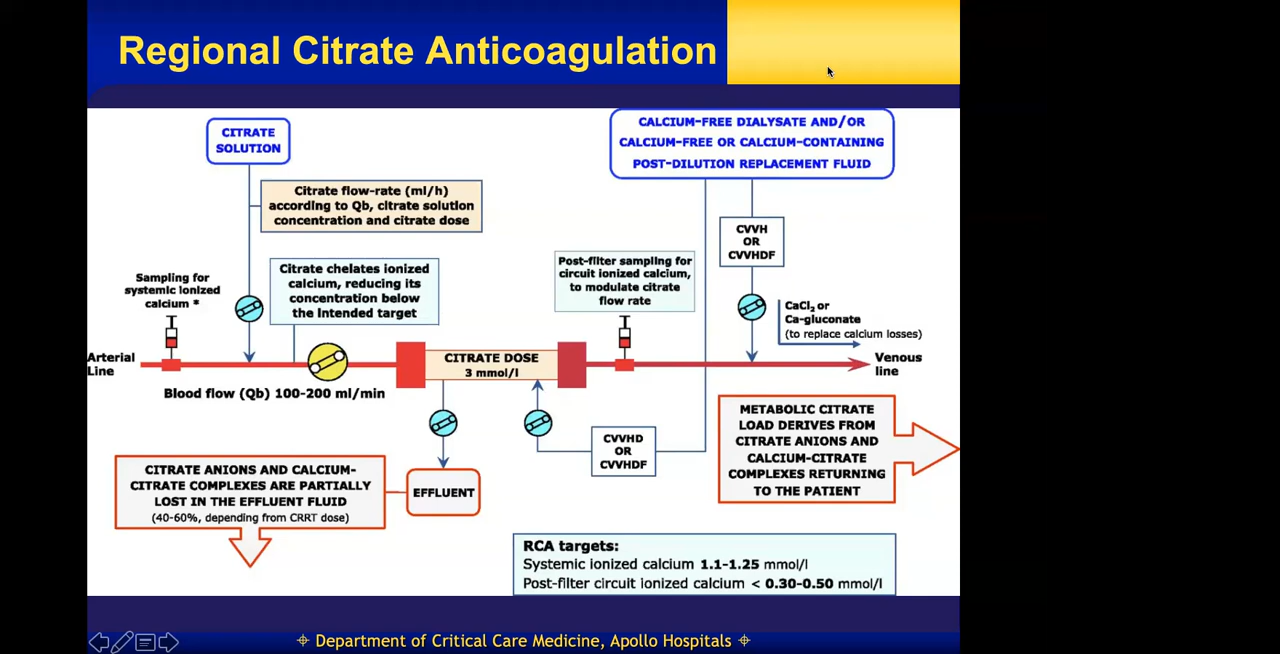 Regional Citrate Anticoagulation
CITRATE
SOLUTION
CALCIUM-FREE DIALYSATE AND/OR
CALCIUM-FREE OR CALCIUM-CONTAINING
POST-DILUTION REPLACEMENT FLUID
Citrate flow-rate (ml/h)
according to Qb, citrate solution
concentration and citrate dose
CVVH
OR
CVVHDF
Sampling for
systemic ionized
calcium *
Citrate chelates ionized
calcium, reducing its
concentration below
the Intended target
Post-filter sampling for
circuit ionized calcium,
to modulate citrate
flow rate
CaCl₂ or
Ca-gluconate
(to replace calcium losses)
Arterial
Line
CITRATE DOSE
3 mmol/l
Venous
line
Blood flow (Qb) 100-200 ml/min
CVVHD
OR
CVVHDF
METABOLIC CITRATE
LOAD DERIVES FROM
CITRATE ANIONS AND
CALCIUM-CITRATE
COMPLEXES RETURNING
TO THE PATIENT
CITRATE ANIONS AND CALCIUM-
CITRATE COMPLEXES ARE PARTIALLY
LOST IN THE EFFLUENT FLUID
(40-60%, depending from CRRT dose)
EFFLUENT
RCA targets:
Systemic ionized calcium 1.1-1.25 mmol/l
Post-filter circuit ionized calcium < 0.30-0.50 mmol/l
Department of Critical Care Medicine, Apollo Hospitals